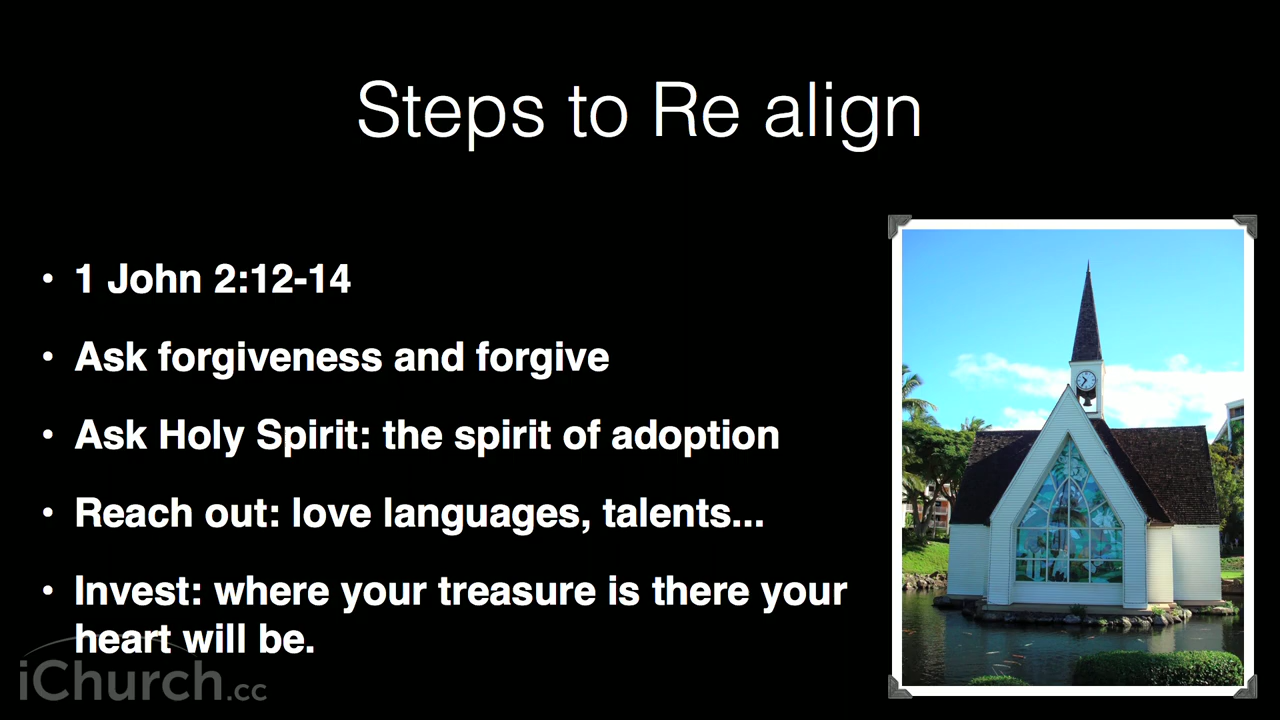 Steps to Re align
• 1 John 2:12-14
• Ask forgiveness and forgive
• Ask Holy Spirit: the spirit of adoption
• Reach out: love languages, talents...
• Invest: where your treasure is there your
heart will be.
iChurch.cc